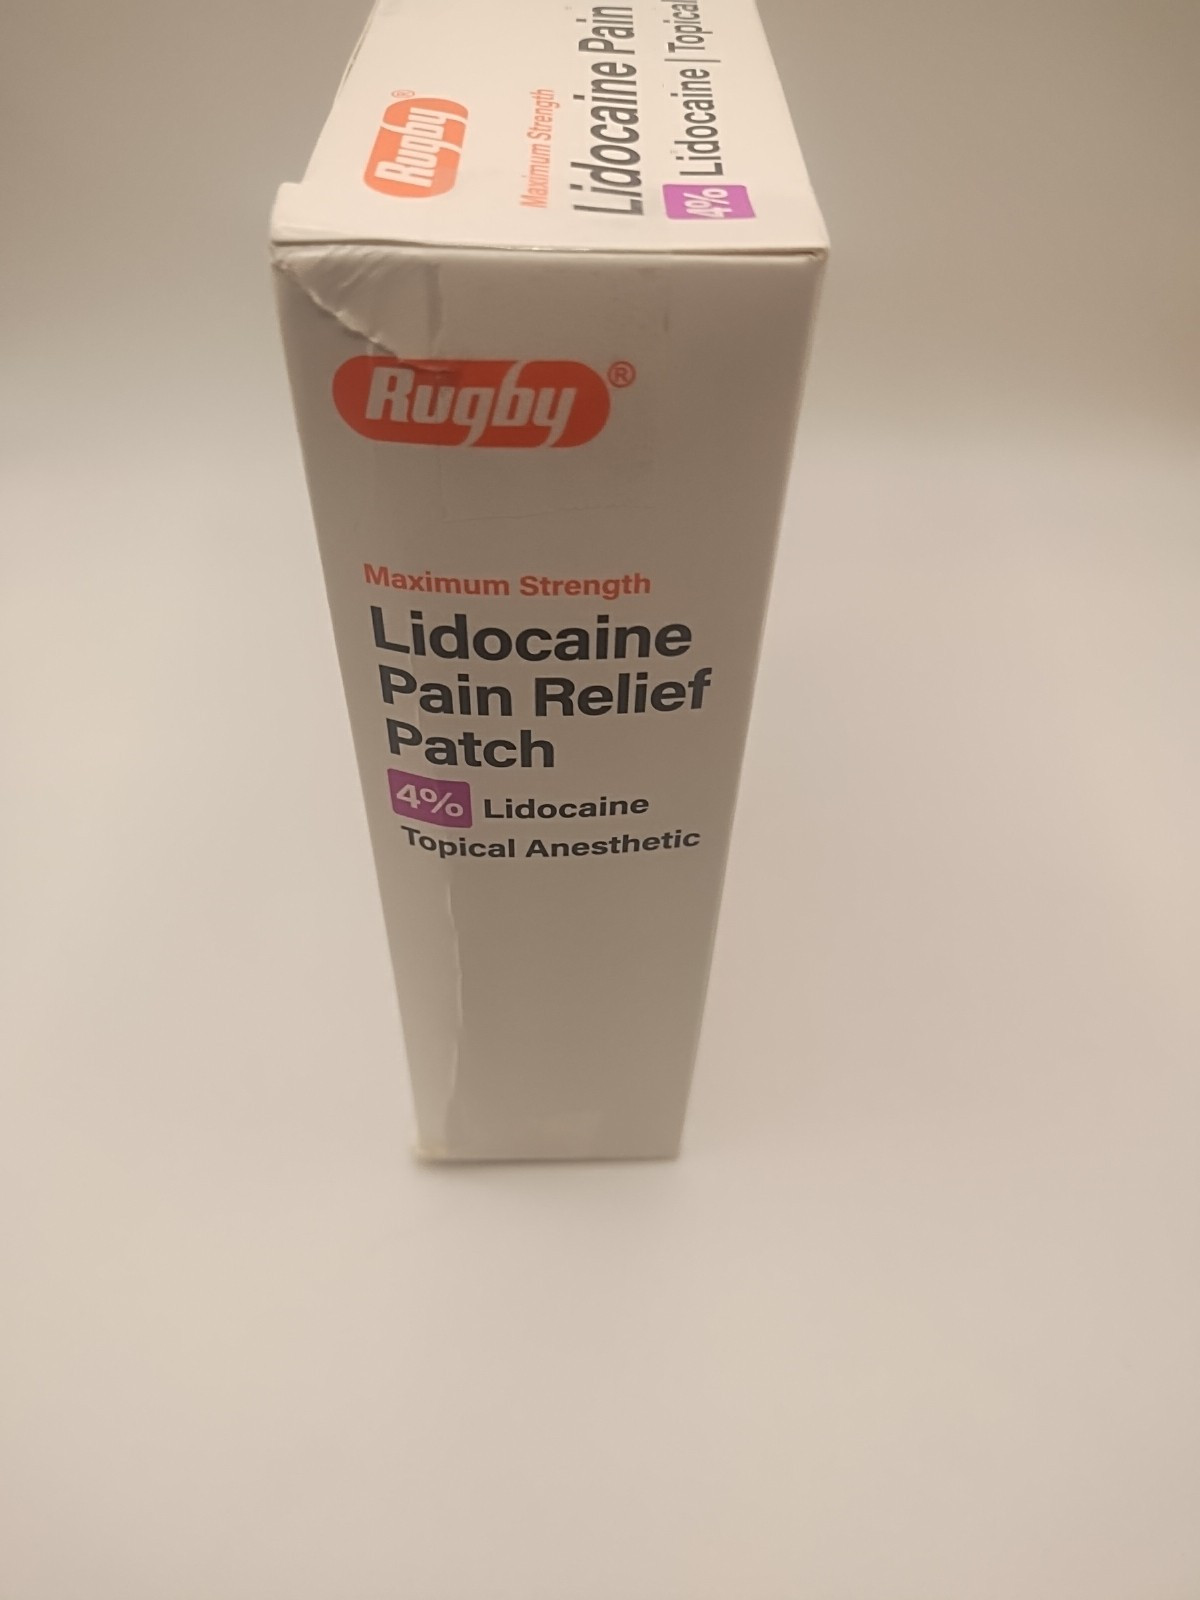 Rugby®
Maximum Strength
Lidocaine Pain
4% Lidocaine | Topical
Rugby®
Maximum Strength
Lidocaine
Pain Relief
Patch
4% Lidocaine
Topical Anesthetic